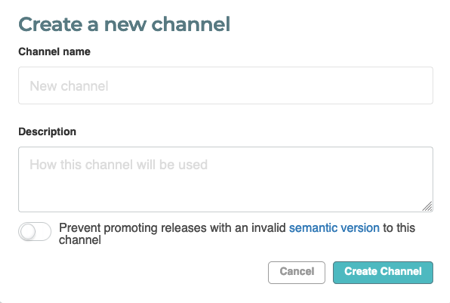 Create a new channel
Channel name
New channel
Description
How this channel will be used
Prevent promoting releases with an invalid semantic version to this
channel
Cancel
Create Channel